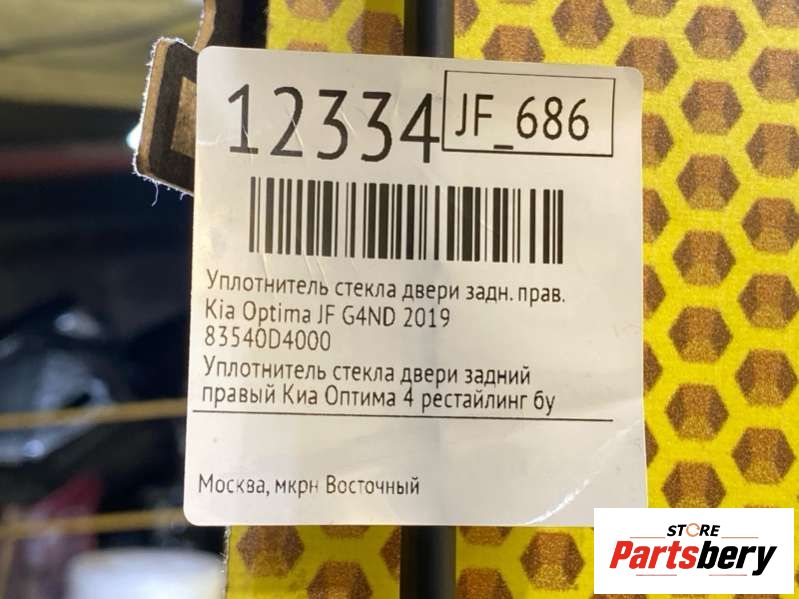 12334
JF_686
Уплотнитель стекла двери задн. прав.
Kia Optima JF G4ND 2019
83540D4000
Уплотнитель стекла двери задний
правый Киа Оптима 4 рестайлинг бу
Москва, мкрн Восточный
STORE
Partsbery